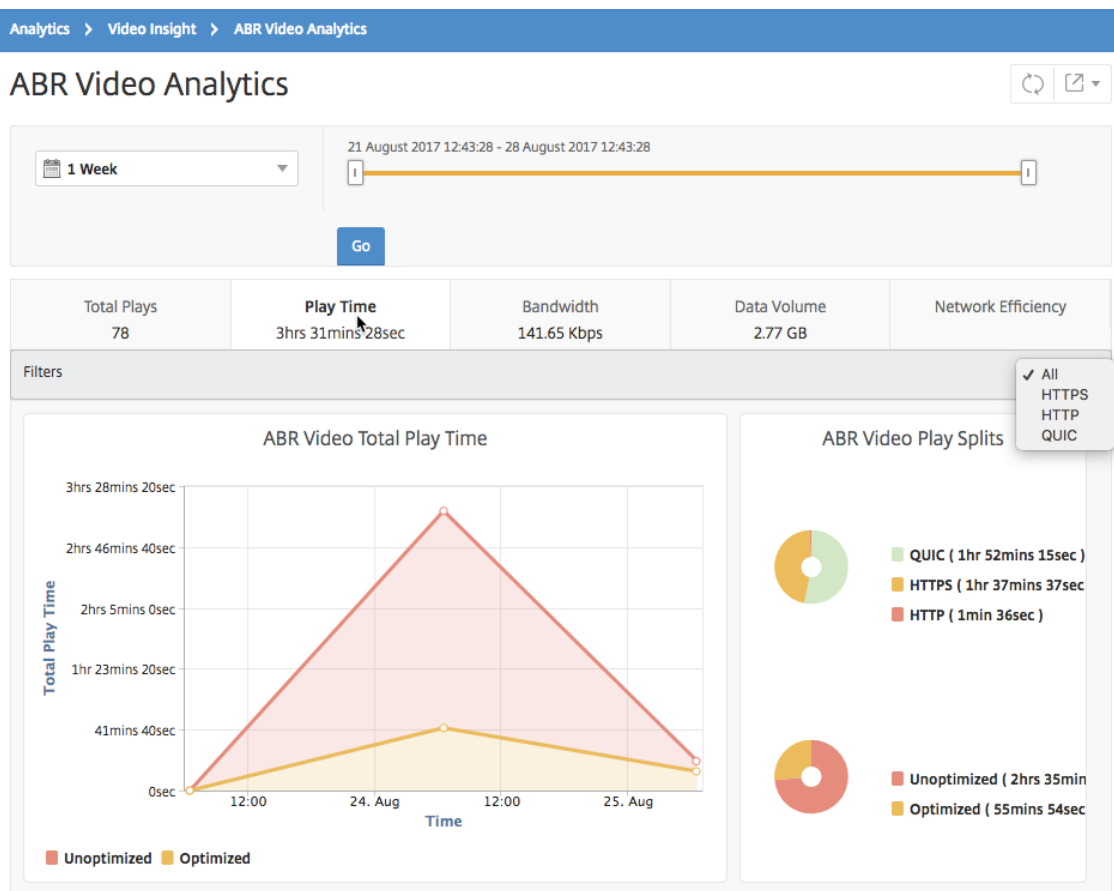 Analytics > Video Insight > ABR Video Analytics
ABR Video Analytics
21 August 2017 12:43:28 - 28 August 2017 12:43:28
1 Week
Go
Total Plays
78
Play Time
3hrs 31mins 28sec
Bandwidth
141.65 Kbps
Data Volume
2.77 GB
Network Efficiency
Filters
✓ All
HTTPS
HTTP
QUIC
ABR Video Total Play Time
3hrs 28mins 20sec
2hrs 46mins 40sec
2hrs 5mins 0sec
1hr 23mins 20sec
41mins 40sec
0sec
Total Play Time
12:00
24. Aug
12:00
25. Aug
Time
Unoptimized
Optimized
ABR Video Play Splits
QUIC ( 1hr 52mins 15sec )
HTTPS ( 1hr 37mins 37sec
HTTP ( 1min 36sec )
Unoptimized ( 2hrs 35min
Optimized ( 55mins 54sec